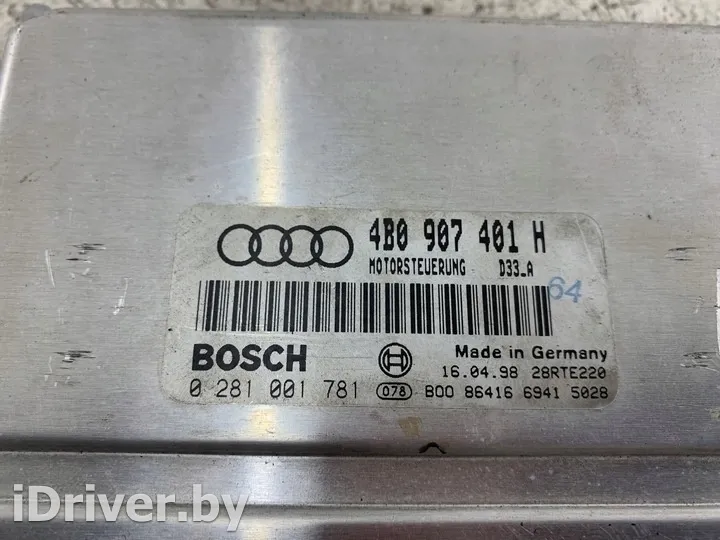 4B0 907 401 H
MOTORSTEUERUNG D33_A
64
BOSCH
Made in Germany
16.04.98 28RTE220
0 281 001 781 078 B00 86416 6941 5028
iDriver.by